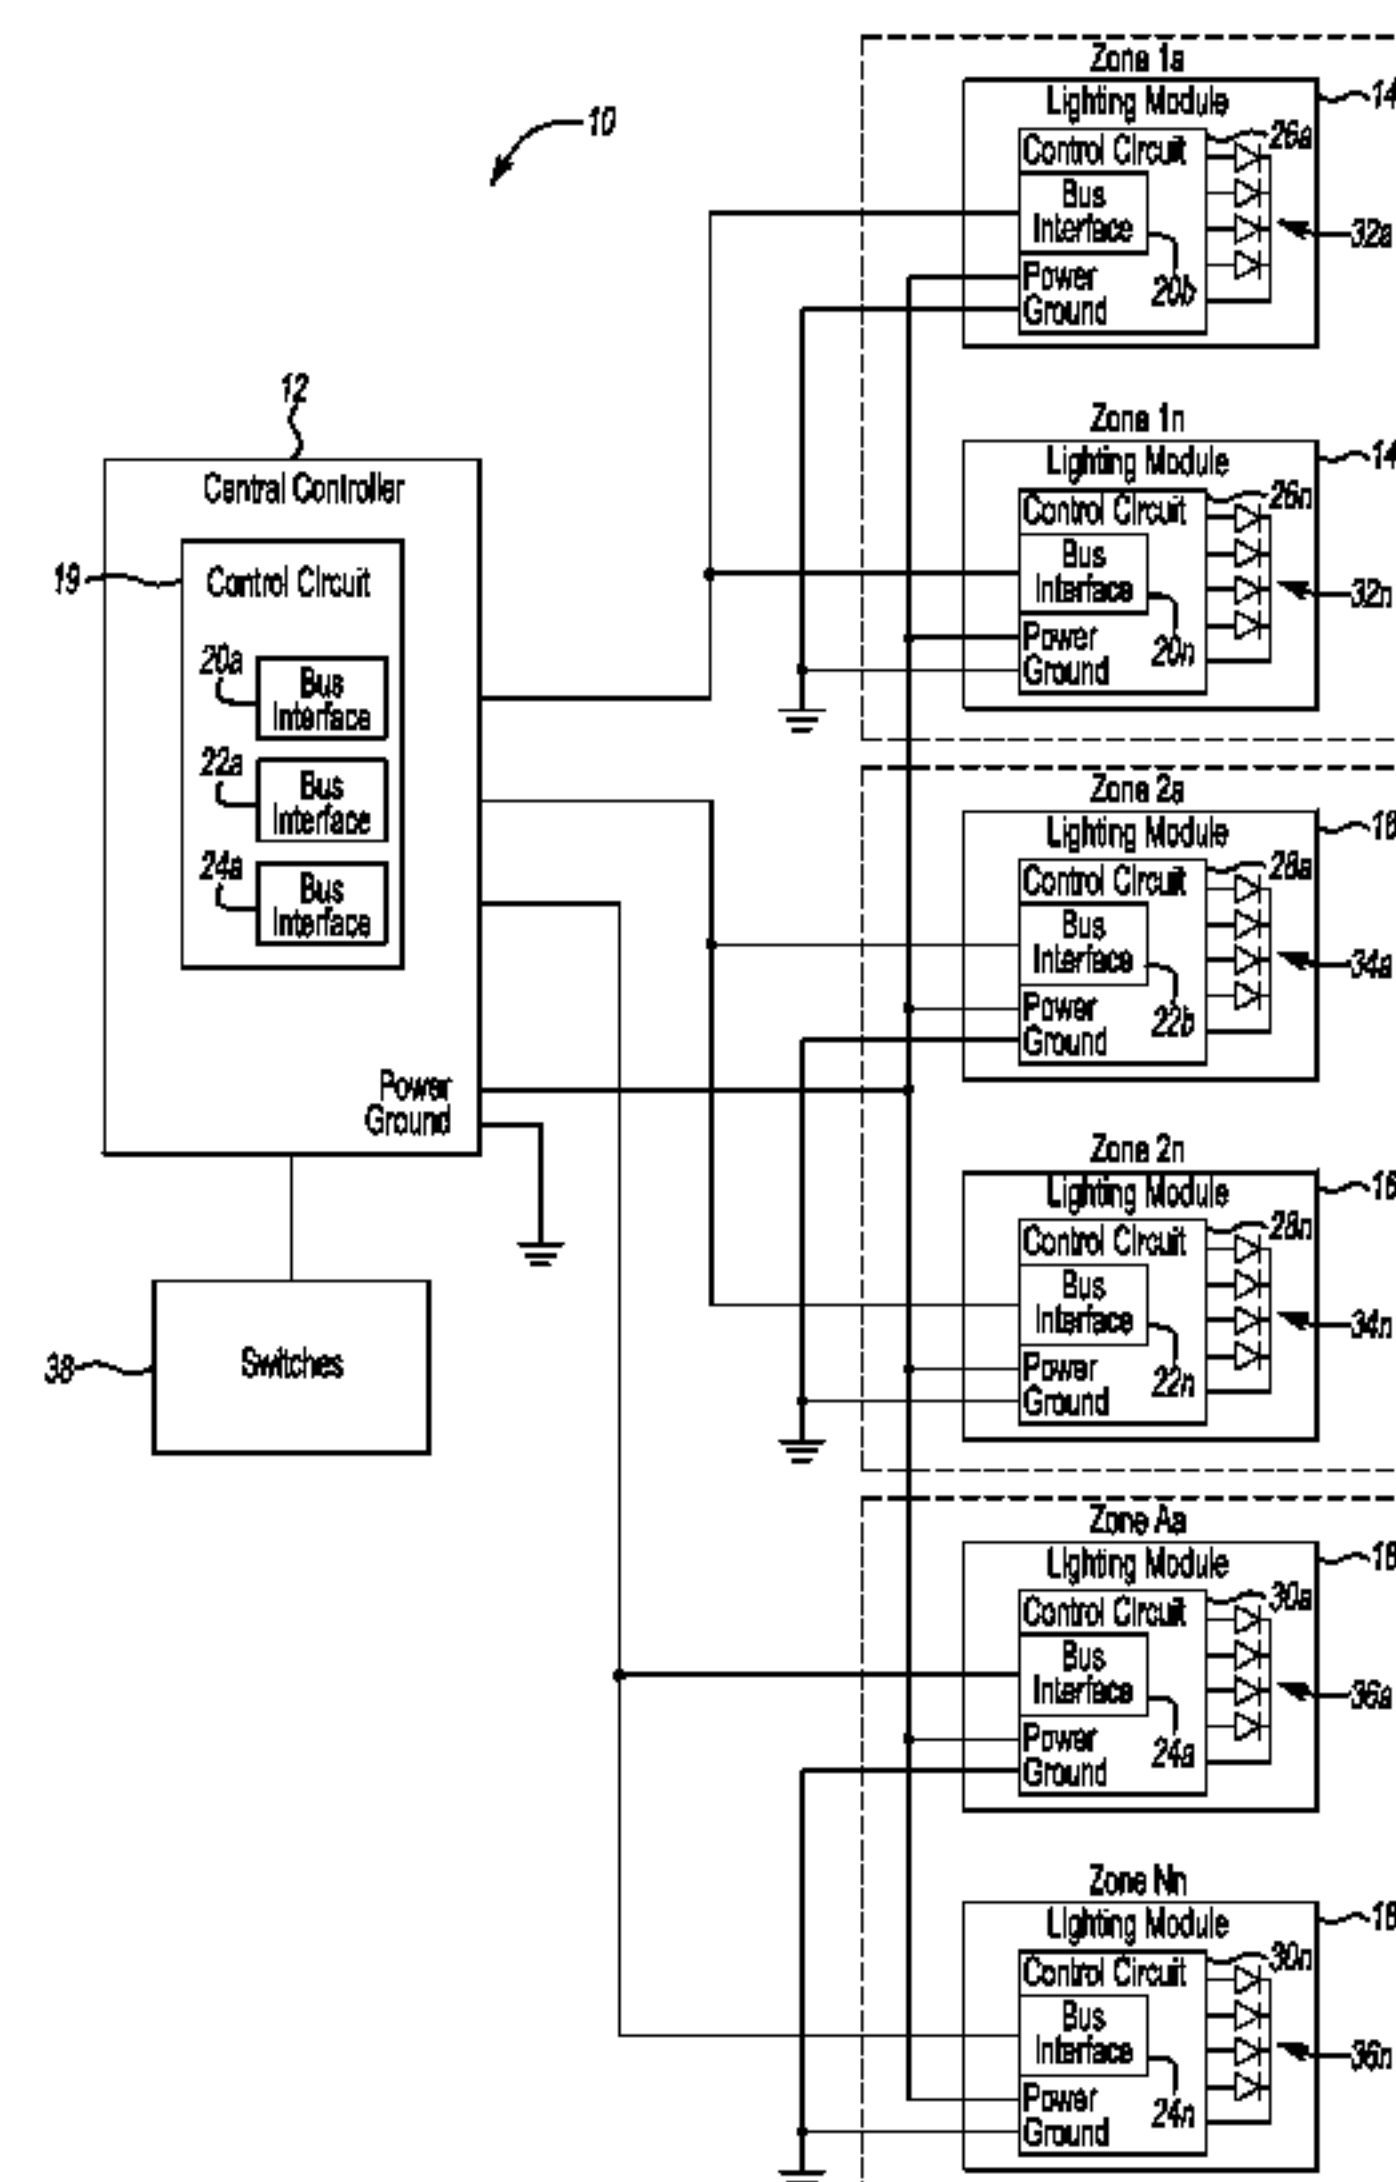 10
12
Central Controller
19
Control Circuit
20a
Bus
Interface
22a
Bus
Interface
24a
Bus
Interface
Power
Ground
38
Switches
Zone 1a
Lighting Module
14
Control Circuit
26a
Bus
Interface
32a
20b
Power
Ground
Zone 1n
Lighting Module
14
Control Circuit
26n
Bus
Interface
32n
20n
Power
Ground
Zone 2a
Lighting Module
16
Control Circuit
28a
Bus
Interface
34a
22b
Power
Ground
Zone 2n
Lighting Module
16
Control Circuit
28n
Bus
Interface
34n
22n
Power
Ground
Zone Aa
Lighting Module
18
Control Circuit
30a
Bus
Interface
36a
24a
Power
Ground
Zone Nn
Lighting Module
18
Control Circuit
30n
Bus
Interface
36n
24n
Power
Ground